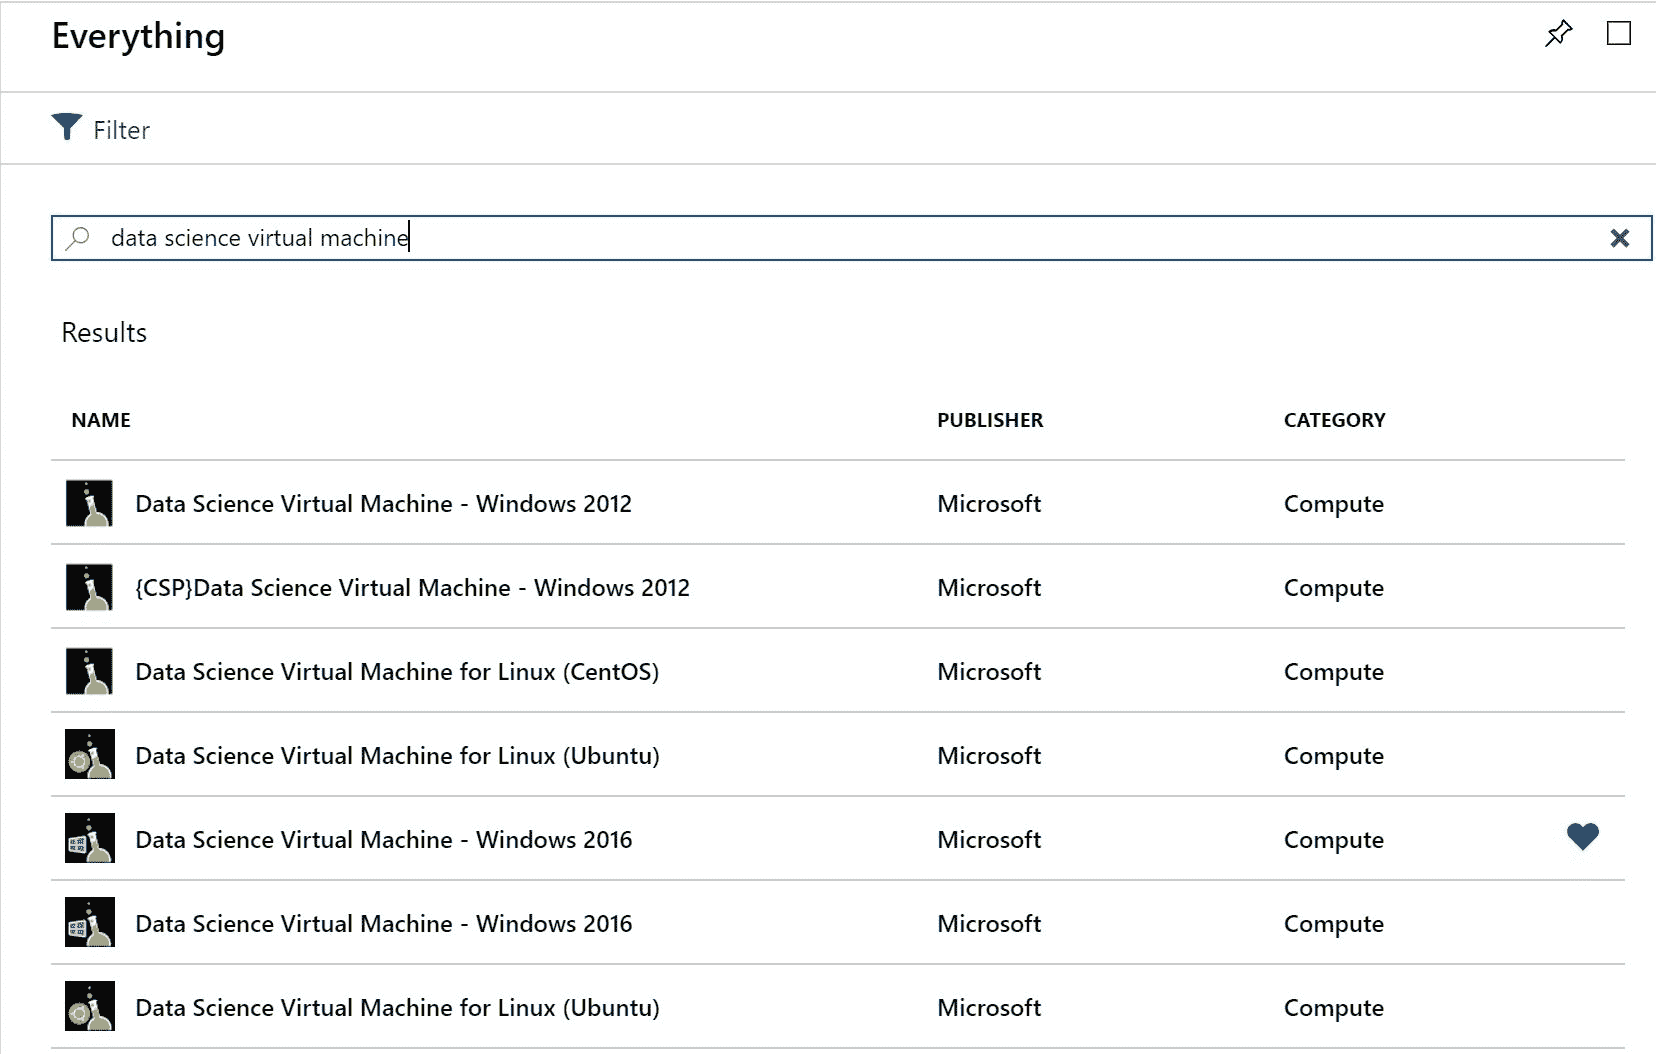 Everything
Filter
data science virtual machine
Results
NAME PUBLISHER CATEGORY
Data Science Virtual Machine - Windows 2012 Microsoft Compute
{CSP}Data Science Virtual Machine - Windows 2012 Microsoft Compute
Data Science Virtual Machine for Linux (CentOS) Microsoft Compute
Data Science Virtual Machine for Linux (Ubuntu) Microsoft Compute
Data Science Virtual Machine - Windows 2016 Microsoft Compute
Data Science Virtual Machine - Windows 2016 Microsoft Compute
Data Science Virtual Machine for Linux (Ubuntu) Microsoft Compute